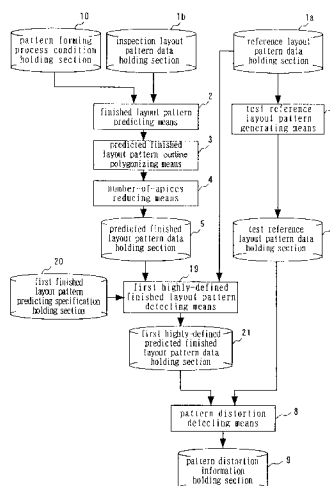 10
1b
1a
pattern forming
process condition
holding section
inspection layout
pattern data
holding section
reference layout
pattern data
holding section
2
finished layout pattern
predicting means
test reference
layout pattern
generating means
3
predicted finished
layout pattern outline
polygonizing means
4
number-of-apices
reducing means
5
predicted finished
layout pattern data
holding section
test reference
layout pattern data
holding section
20
first finished
layout pattern
predicting specification
holding section
19
first highly-defined
finished layout pattern
detecting means
21
first highly-defined
predicted finished
layout pattern data
holding section
8
pattern distortion
detecting means
9
pattern distortion
information
holding section